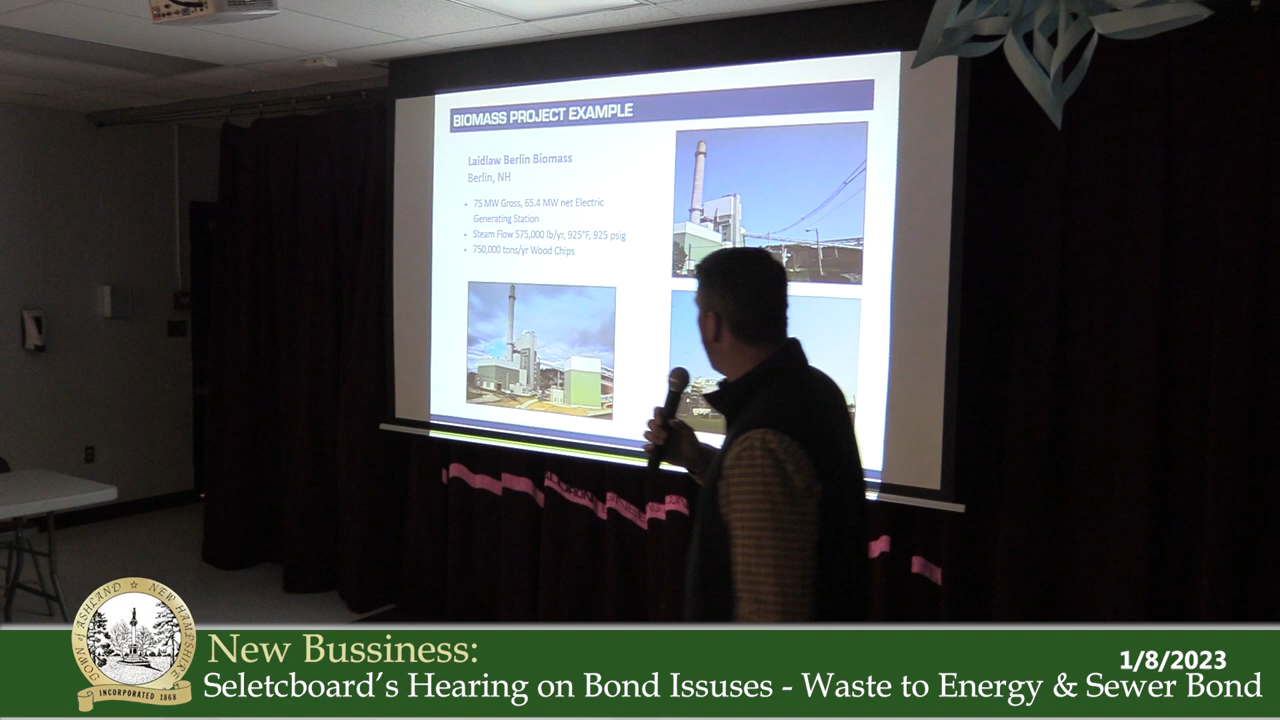 BIOMASS PROJECT EXAMPLE
Laidlaw Berlin Biomass
Berlin, NH
• 75 MW Gross, 65.4 MW net Electric
Generating Station
• Steam Flow 575,000 lb/yr, 925°F, 925 psig
• 750,000 tons/yr Wood Chips
TOWN of ASHLAND ☆ NEW HAMPSHIRE
INCORPORATED 1868
New Bussiness:
1/8/2023
Seletcboard's Hearing on Bond Issuses - Waste to Energy & Sewer Bond